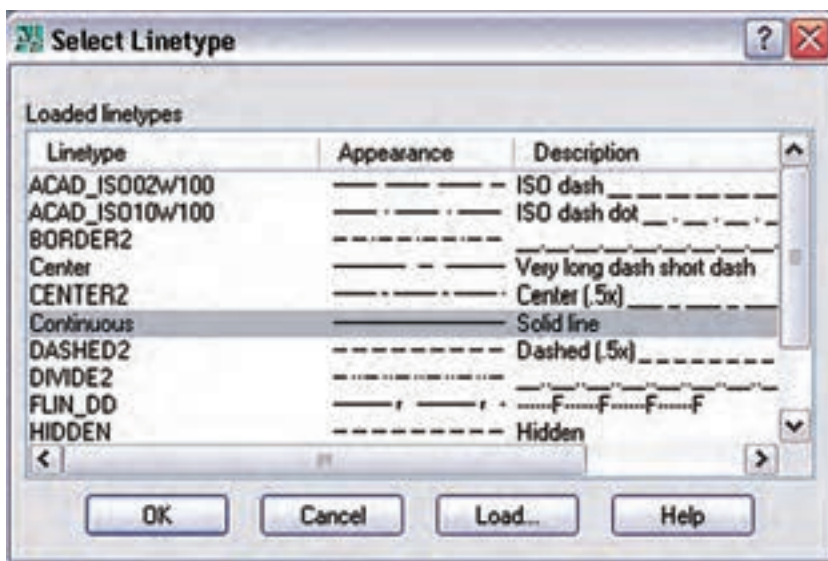 Select Linetype
Loaded linetypes
Linetype Appearance Description
ACAD_ISO02W100 ISO dash
ACAD_ISO10W100 ISO dash dot
BORDER2
Center Very long dash short dash
CENTER2 Center (.5x)
Continuous Solid line
DASHED2 Dashed (.5x)
DIVIDE2
FLIN_DD ......F......F......F......F
HIDDEN Hidden
OK Cancel Load... Help